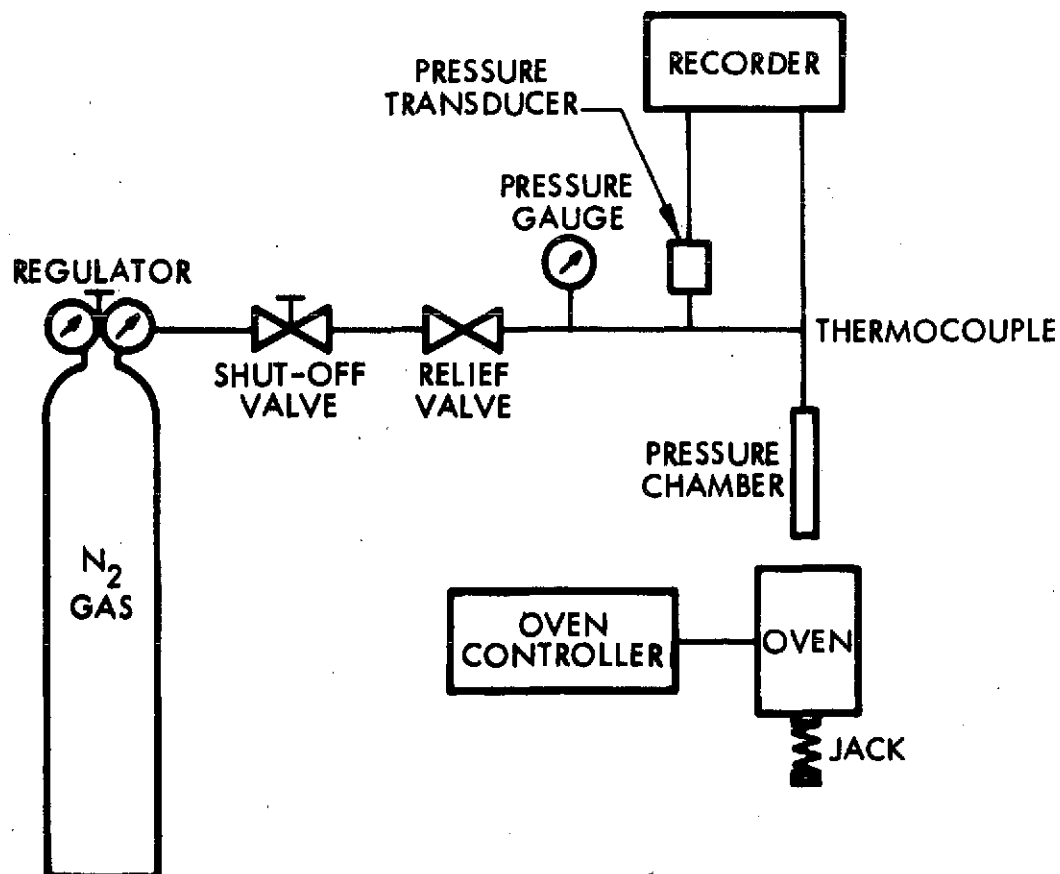 RECORDER
PRESSURE
TRANSDUCER
PRESSURE
GAUGE
REGULATOR
THERMOCOUPLE
SHUT-OFF
VALVE
RELIEF
VALVE
PRESSURE
CHAMBER
N2
GAS
OVEN
CONTROLLER
OVEN
JACK